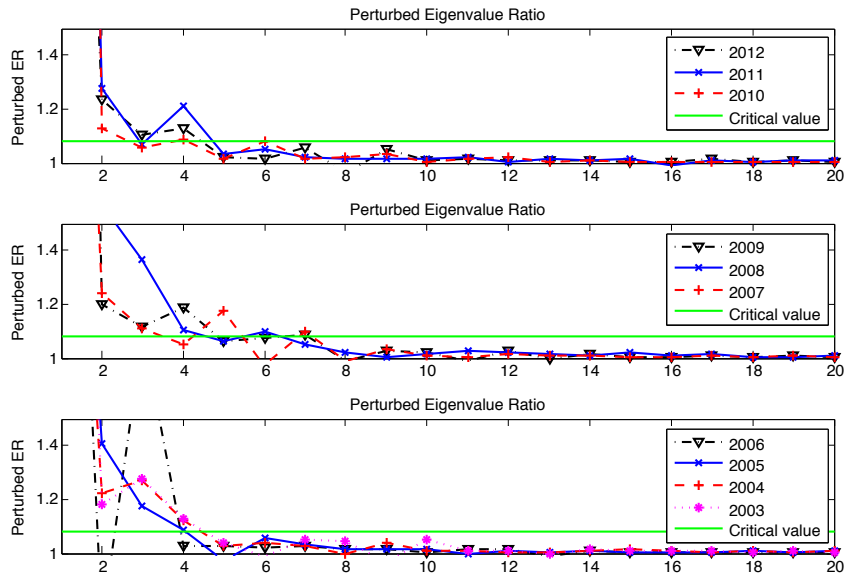 Perturbed Eigenvalue Ratio
Perturbed ER
1.4
1.2
1
2012
2011
2010
Critical value
2 4 6 8 10 12 14 16 18 20
Perturbed Eigenvalue Ratio
Perturbed ER
1.4
1.2
1
2009
2008
2007
Critical value
2 4 6 8 10 12 14 16 18 20
Perturbed Eigenvalue Ratio
Perturbed ER
1.4
1.2
1
2006
2005
2004
2003
Critical value
2 4 6 8 10 12 14 16 18 20